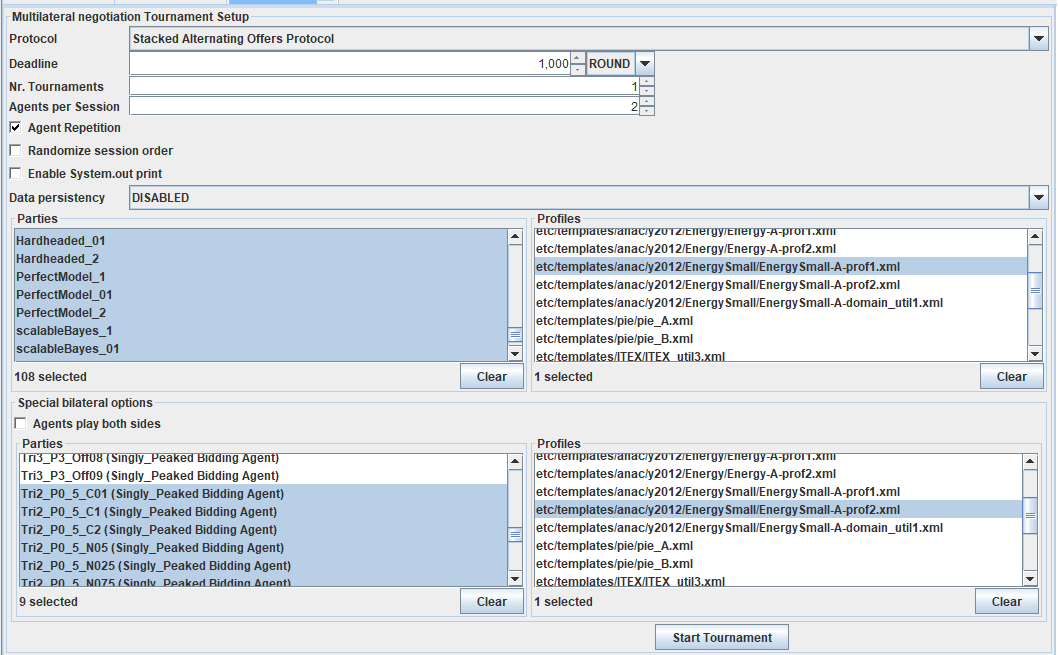 Multilateral negotiation Tournament Setup
Protocol
Stacked Alternating Offers Protocol
Deadline
1,000
ROUND
Nr. Tournaments
1
Agents per Session
2
Agent Repetition
Randomize session order
Enable System.out print
Data persistency
DISABLED
Parties
Hardheaded_01
Hardheaded_2
PerfectModel_1
PerfectModel_01
PerfectModel_2
scalableBayes_1
scalableBayes_01
108 selected
Clear
Profiles
etc/templates/anac/y2012/Energy/Energy-A-prof1.xml
etc/templates/anac/y2012/Energy/Energy-A-prof2.xml
etc/templates/anac/y2012/EnergySmall/EnergySmall-A-prof1.xml
etc/templates/anac/y2012/EnergySmall/EnergySmall-A-prof2.xml
etc/templates/anac/y2012/EnergySmall/EnergySmall-A-domain_util1.xml
etc/templates/pie/pie_A.xml
etc/templates/pie/pie_B.xml
etc/templates/ITEX/ITEX_util3.xml
1 selected
Clear
Special bilateral options
Agents play both sides
Parties
Tri3_P3_Off08 (Singly_Peaked Bidding Agent)
Tri3_P3_Off09 (Singly_Peaked Bidding Agent)
Tri2_P0_5_C01 (Singly_Peaked Bidding Agent)
Tri2_P0_5_C1 (Singly_Peaked Bidding Agent)
Tri2_P0_5_C2 (Singly_Peaked Bidding Agent)
Tri2_P0_5_N05 (Singly_Peaked Bidding Agent)
Tri2_P0_5_N025 (Singly_Peaked Bidding Agent)
Tri2_P0_5_N075 (Singly_Peaked Bidding Agent)
9 selected
Clear
Profiles
etc/templates/anac/y2012/Energy/Energy-A-prof1.xml
etc/templates/anac/y2012/Energy/Energy-A-prof2.xml
etc/templates/anac/y2012/EnergySmall/EnergySmall-A-prof1.xml
etc/templates/anac/y2012/EnergySmall/EnergySmall-A-prof2.xml
etc/templates/anac/y2012/EnergySmall/EnergySmall-A-domain_util1.xml
etc/templates/pie/pie_A.xml
etc/templates/pie/pie_B.xml
etc/templates/ITEX/ITEX_util3.xml
1 selected
Clear
Start Tournament